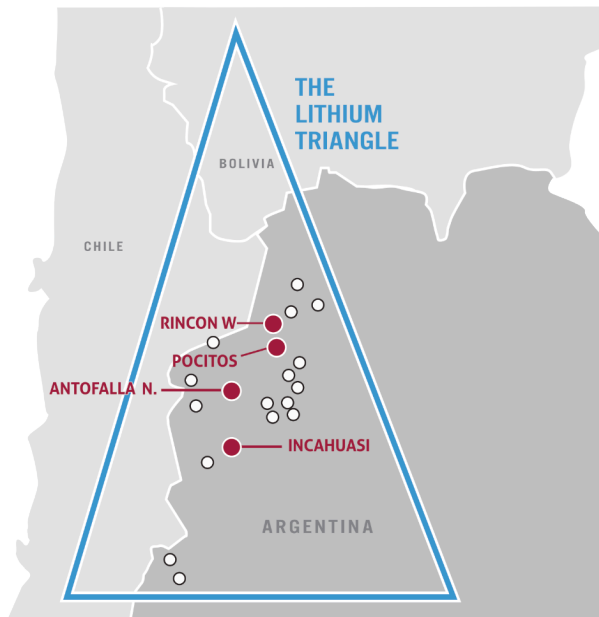 THE
LITHIUM
TRIANGLE
BOLIVIA
CHILE
RINCON W
POCITOS
ANTOFALLA N.
INCAHUASI
ARGENTINA